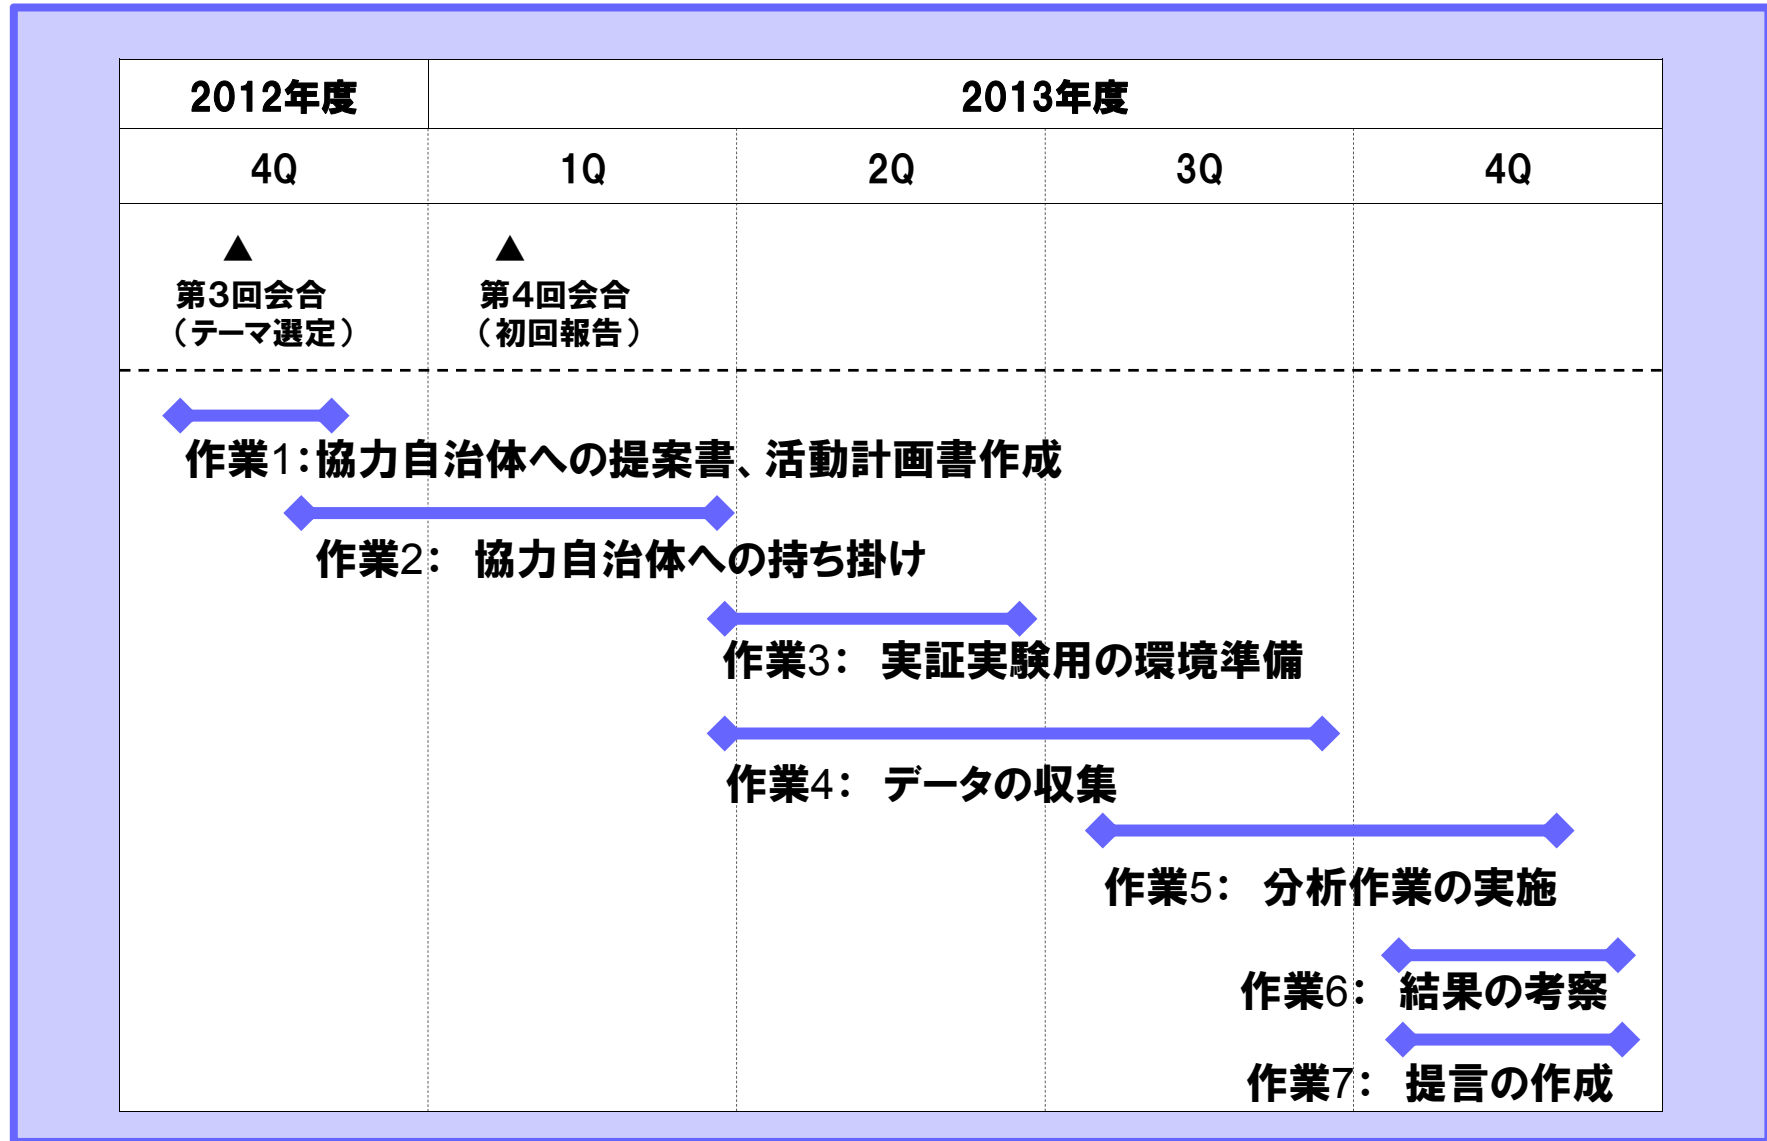 2012年度 2013年度
4Q 1Q 2Q 3Q 4Q
▲ ▲
第3回会合 第4回会合
（テーマ選定） （初回報告）
作業1：協力自治体への提案書、活動計画書作成
作業2： 協力自治体への持ち掛け
作業3： 実証実験用の環境準備
作業4： データの収集
作業5： 分析作業の実施
作業6： 結果の考察
作業7： 提言の作成